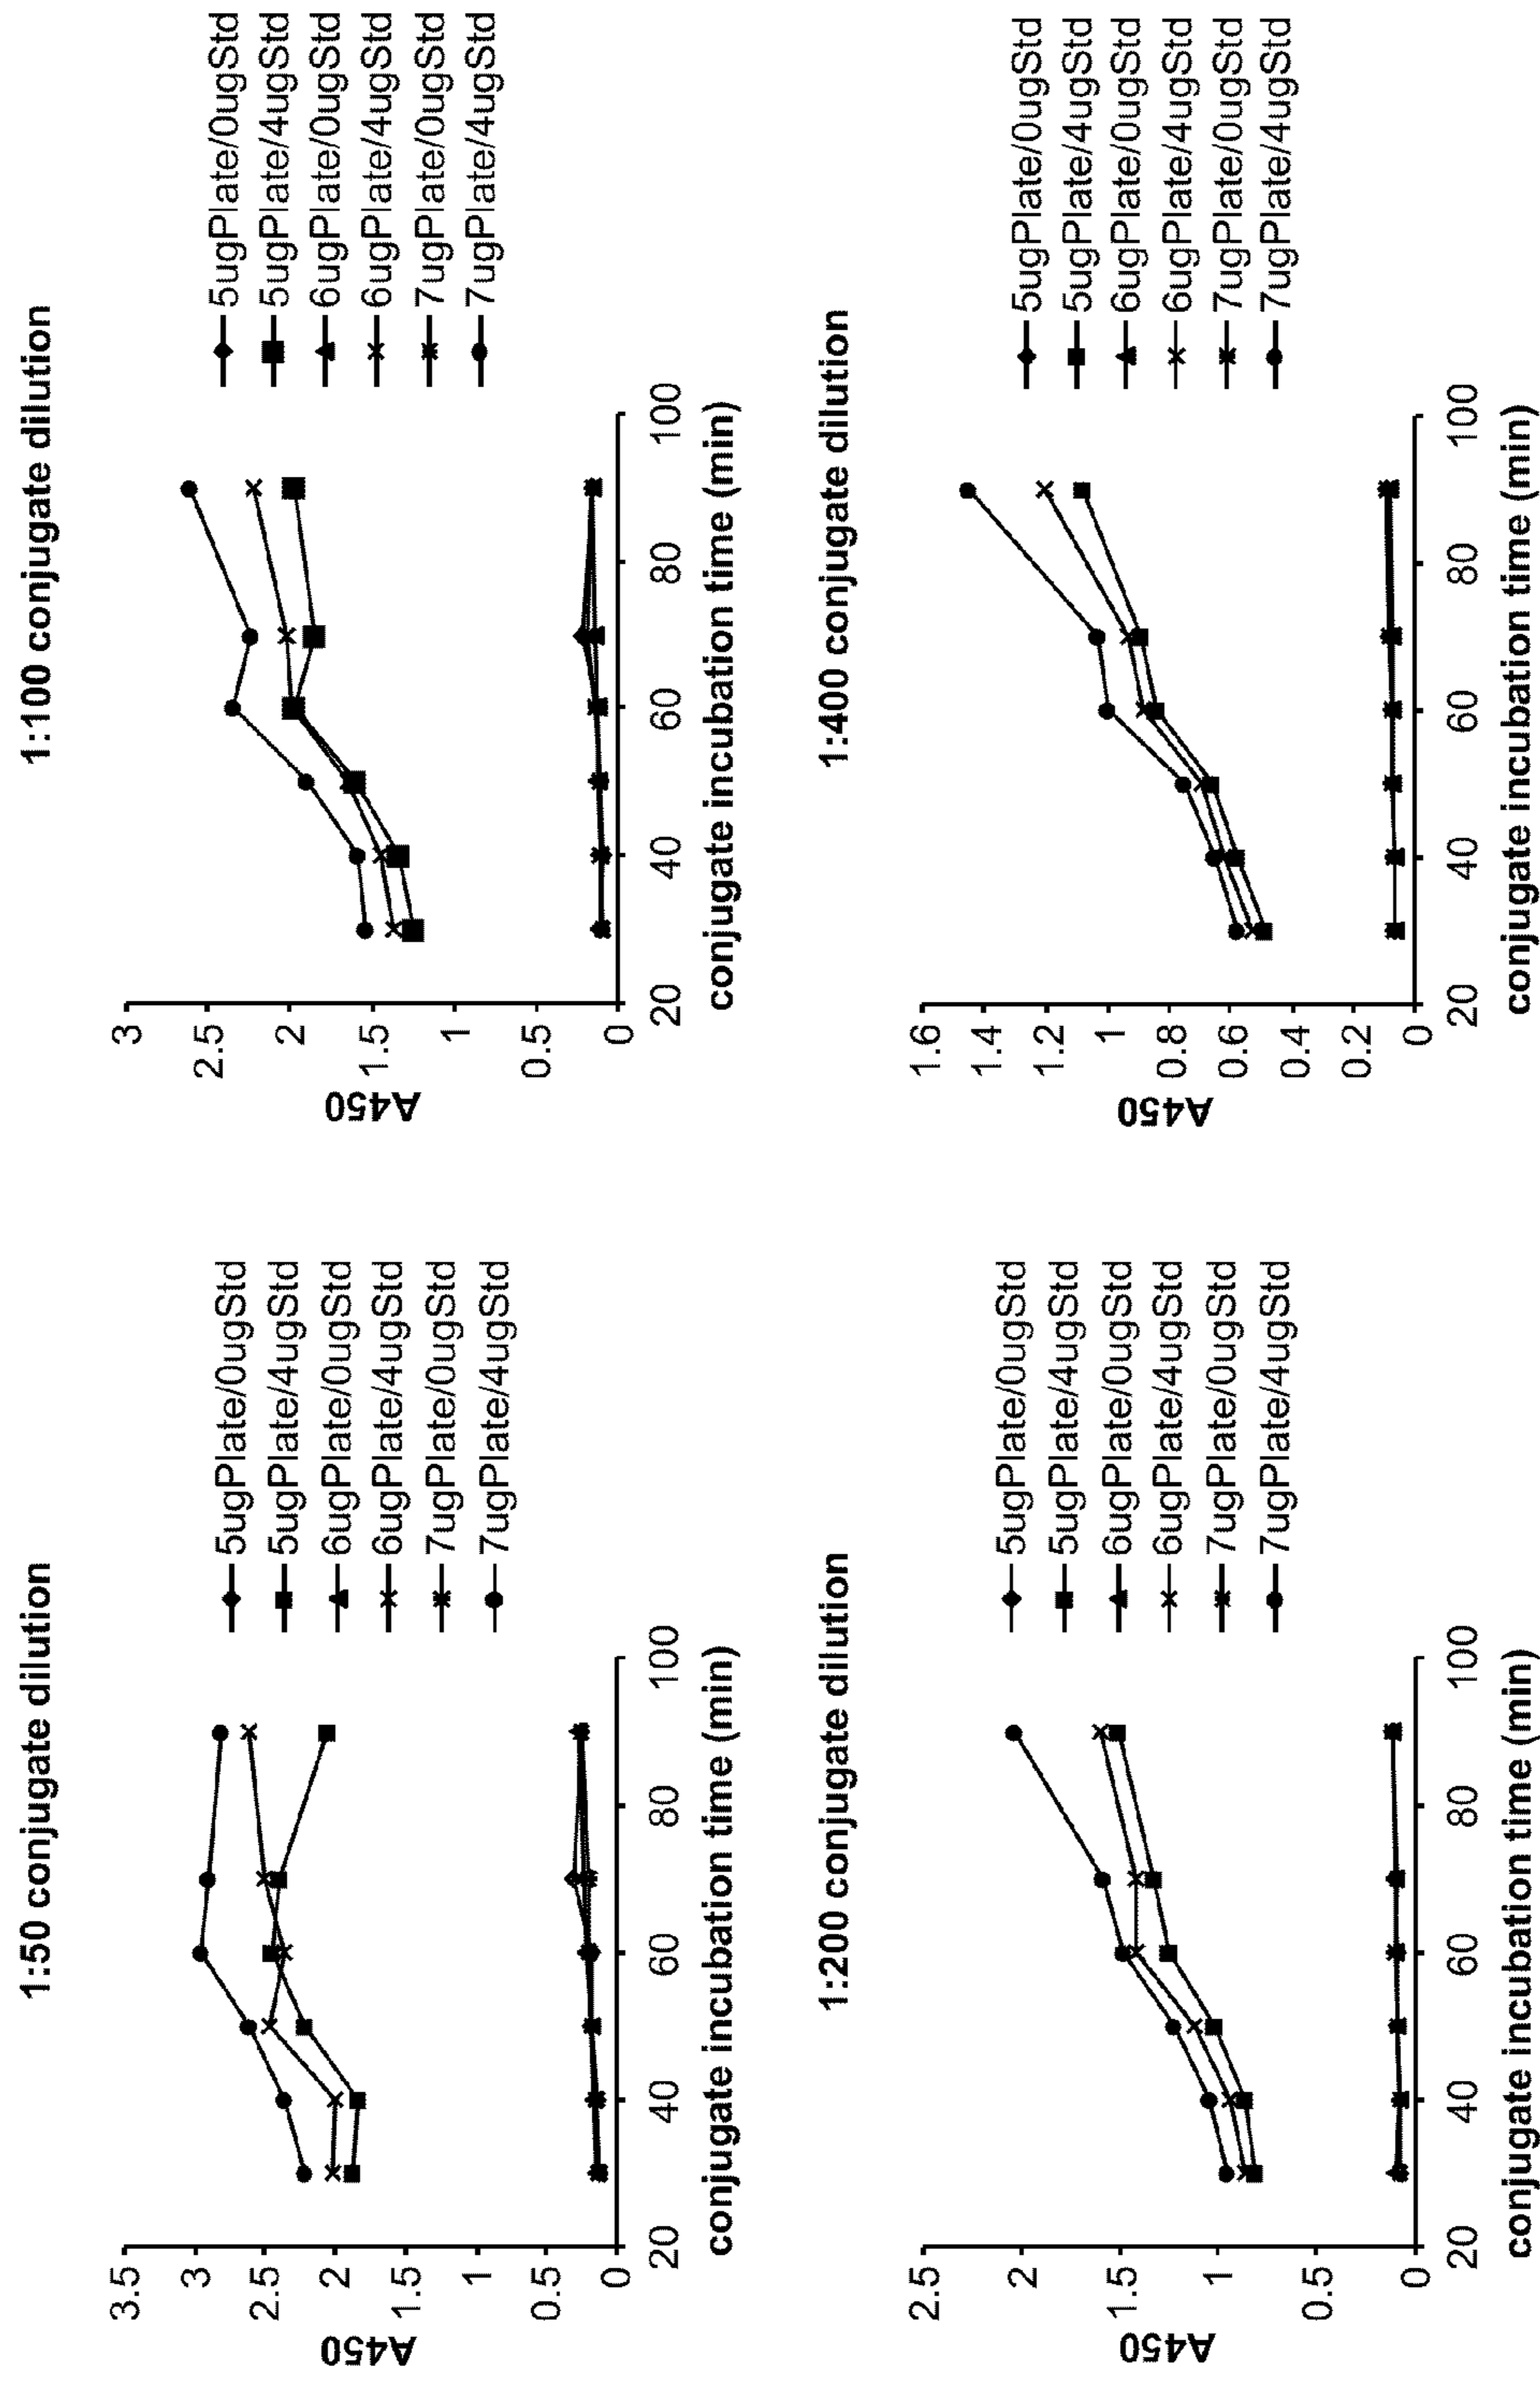 1:50 conjugate dilution
3.5
3
2.5
2
1.5
1
0.5
0
A450
20
40
60
80
100
conjugate incubation time (min)
5ugPlate/0ugStd
5ugPlate/4ugStd
6ugPlate/0ugStd
6ugPlate/4ugStd
7ugPlate/0ugStd
7ugPlate/4ugStd
1:100 conjugate dilution
3
2.5
2
1.5
1
0.5
0
A450
20
40
60
80
100
conjugate incubation time (min)
5ugPlate/0ugStd
5ugPlate/4ugStd
6ugPlate/0ugStd
6ugPlate/4ugStd
7ugPlate/0ugStd
7ugPlate/4ugStd
1:200 conjugate dilution
2.5
2
1.5
1
0.5
0
A450
20
40
60
80
100
conjugate incubation time (min)
5ugPlate/0ugStd
5ugPlate/4ugStd
6ugPlate/0ugStd
6ugPlate/4ugStd
7ugPlate/0ugStd
7ugPlate/4ugStd
1:400 conjugate dilution
1.6
1.4
1.2
1
0.8
0.6
0.4
0.2
0
A450
20
40
60
80
100
conjugate incubation time (min)
5ugPlate/0ugStd
5ugPlate/4ugStd
6ugPlate/0ugStd
6ugPlate/4ugStd
7ugPlate/0ugStd
7ugPlate/4ugStd